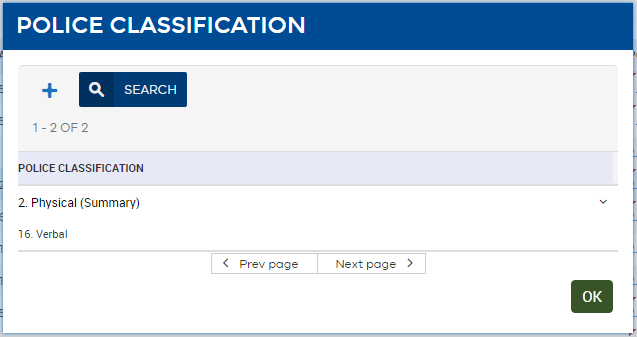 POLICE CLASSIFICATION
SEARCH
1 - 2 OF 2
POLICE CLASSIFICATION
2. Physical (Summary)
16. Verbal
Prev page Next page
OK